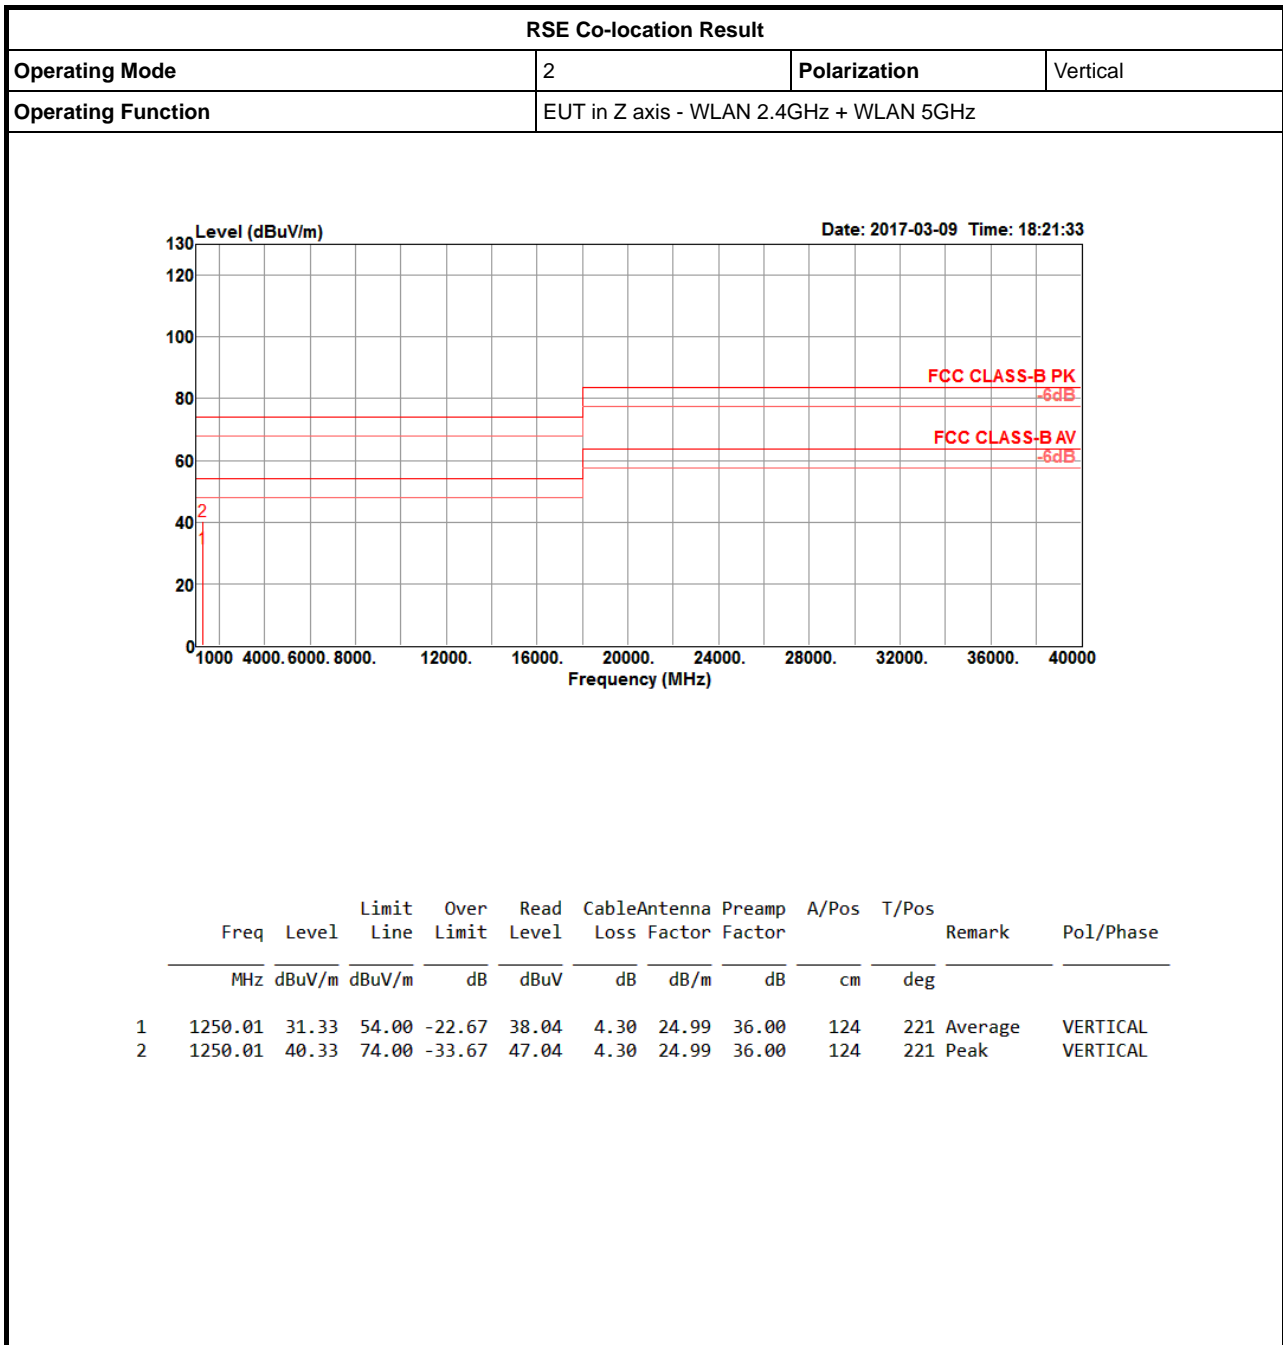 RSE Co-location Result
Operating Mode 2 Polarization Vertical
Operating Function EUT in Z axis - WLAN 2.4GHz + WLAN 5GHz
Level (dBuV/m) Date: 2017-03-09 Time: 18:21:33
130
120
100
FCC CLASS-B PK
80 -6dB
FCC CLASS-B AV
60 -6dB
2
40
1
20
0
1000 4000. 6000. 8000. 12000. 16000. 20000. 24000. 28000. 32000. 36000. 40000
Frequency (MHz)
Limit Over Read CableAntenna Preamp A/Pos T/Pos
Freq Level Line Limit Level Loss Factor Factor Remark Pol/Phase
MHz dBuV/m dBuV/m dB dBuV dB dB/m dB cm deg
1 1250.01 31.33 54.00 -22.67 38.04 4.30 24.99 36.00 124 221 Average VERTICAL
2 1250.01 40.33 74.00 -33.67 47.04 4.30 24.99 36.00 124 221 Peak VERTICAL